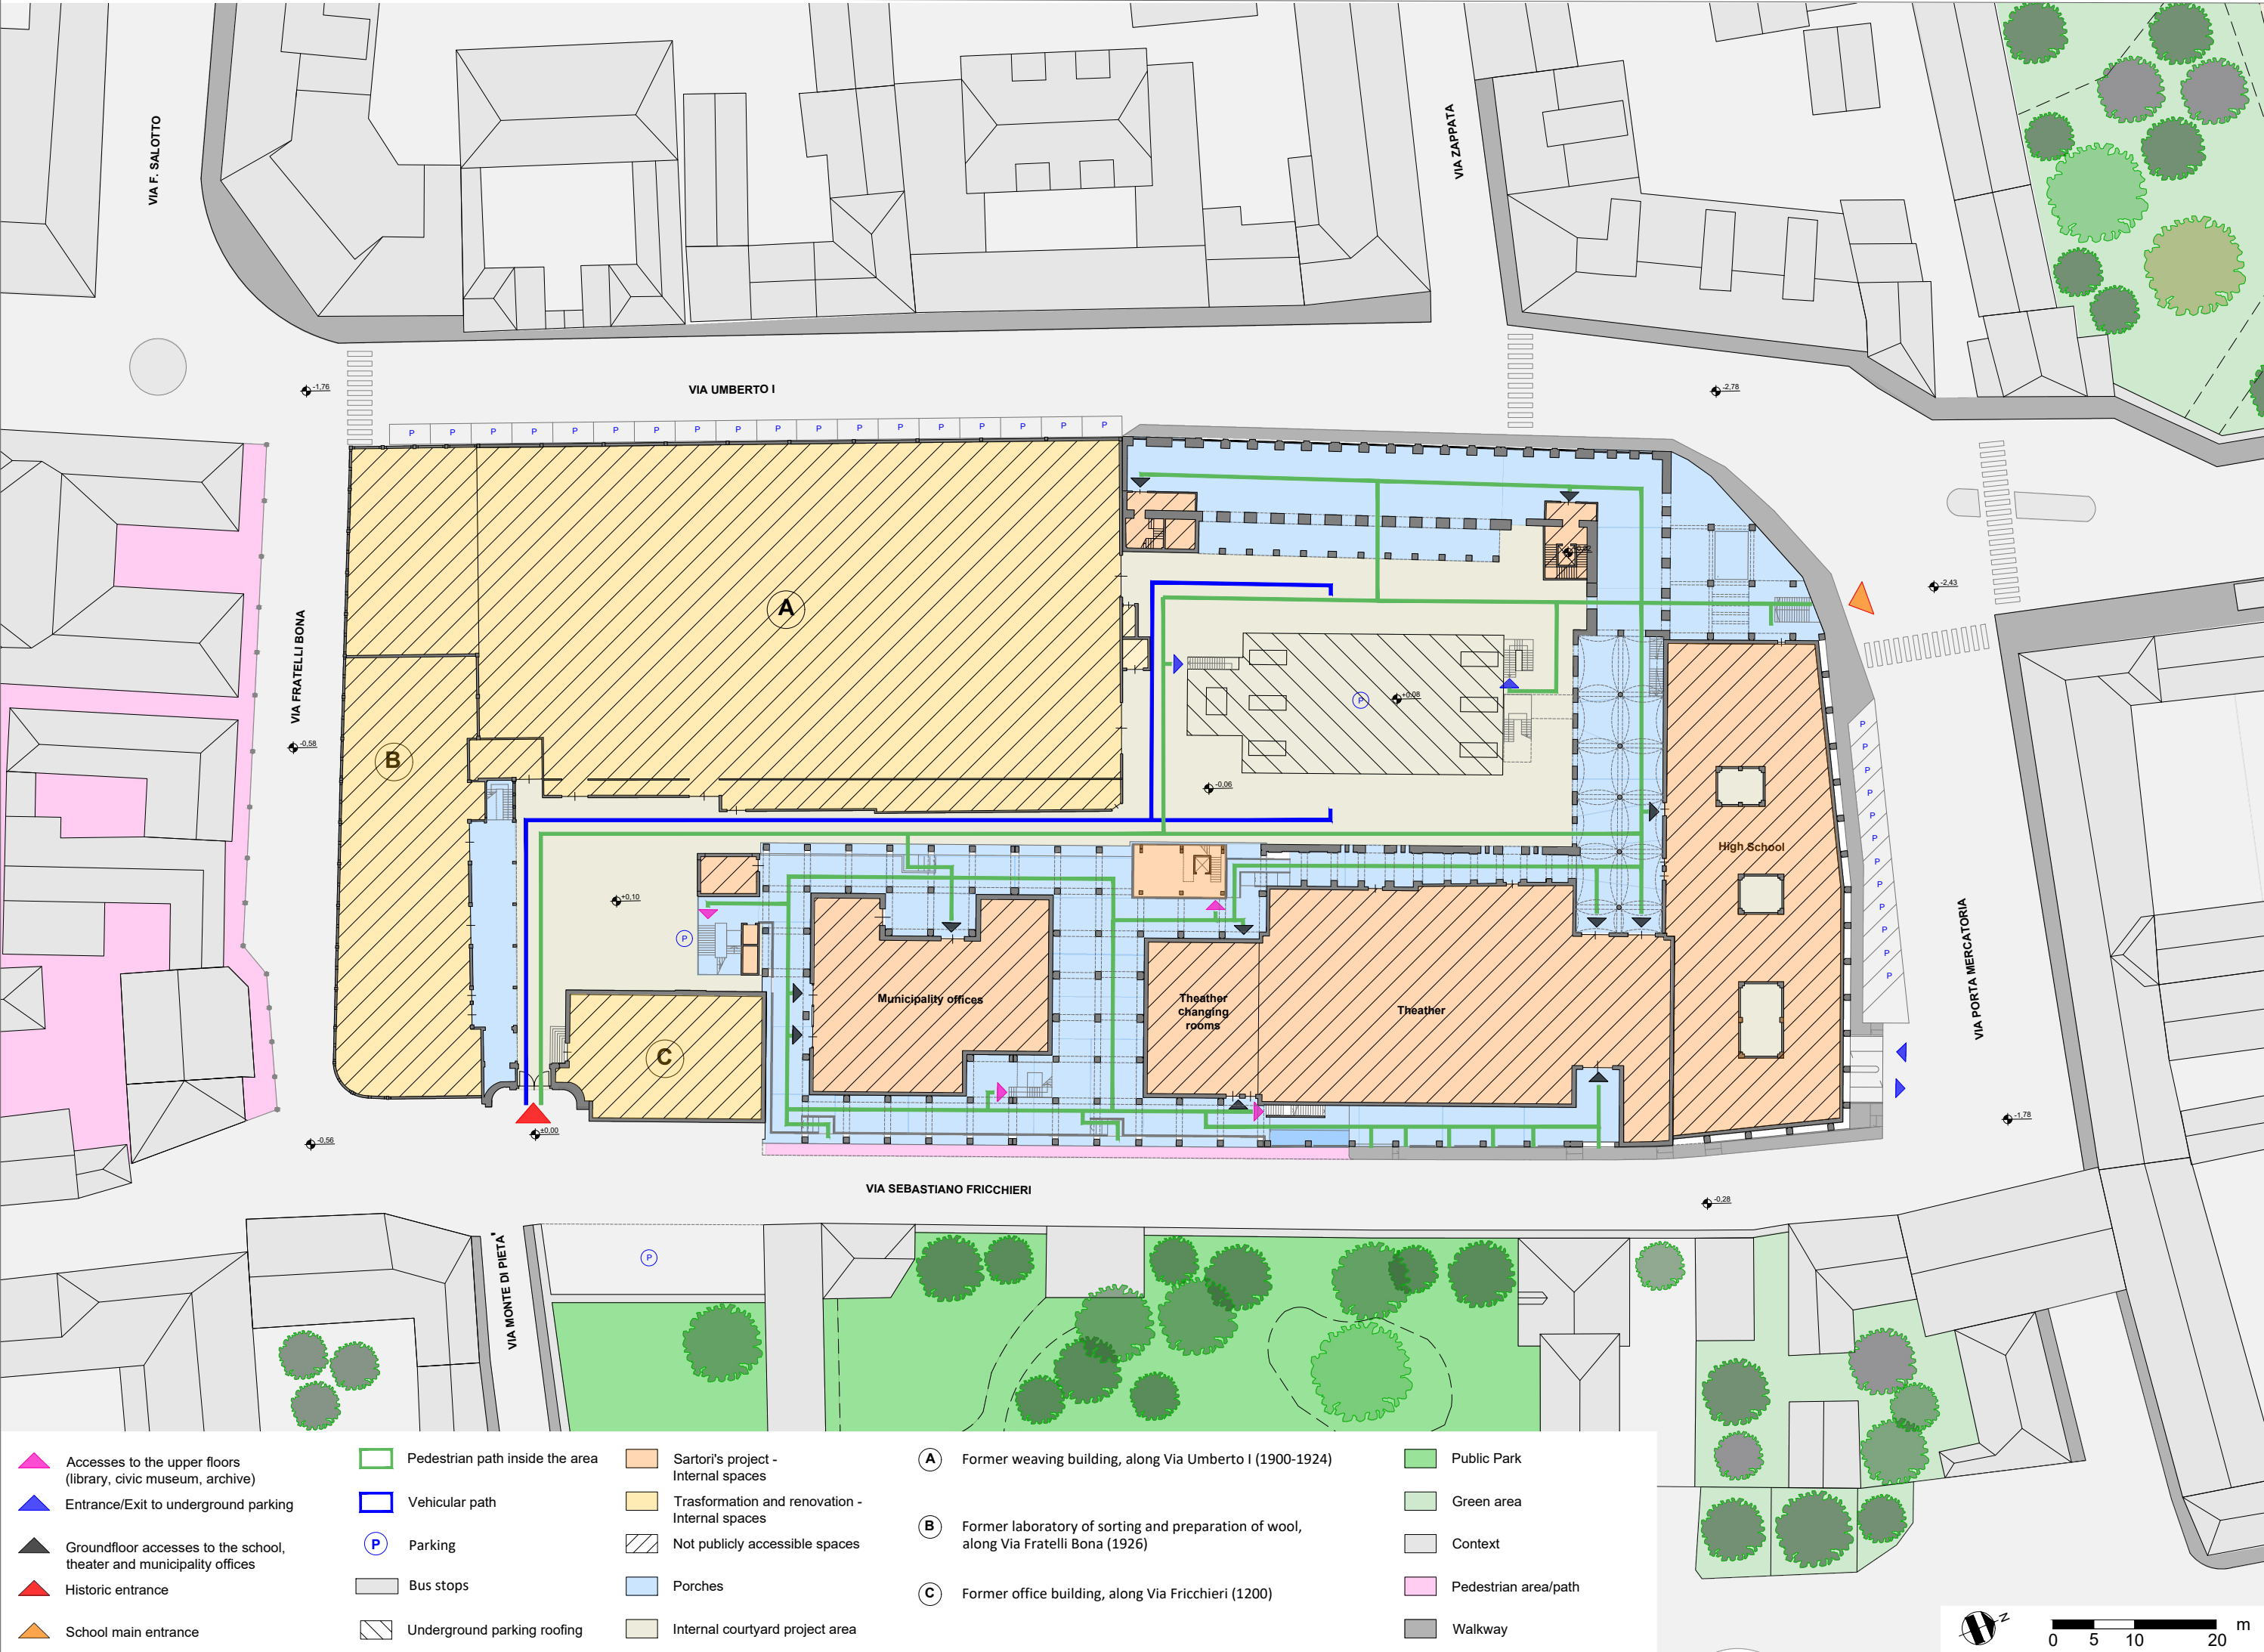 VIA F. SALOTTO
VIA ZAPPATA
-1,76
VIA UMBERTO I
-2,78
P P P P P P P P P P P P P P P P P P
-2,43
A
VIA FRATELLI BONA
P
+0,08
P
P
P
P
P
P
P
P
P
P
P
P
-0,58
B
-0,06
High School
+0,10
P
VIA PORTA MERCATORIA
Municipality offices
Theather
changing
rooms
Theather
C
-0,56
±0,00
-1,78
VIA SEBASTIANO FRICCHIERI
-0,28
VIA MONTE DI PIETA'
P
Accesses to the upper floors
(library, civic museum, archive)
Entrance/Exit to underground parking
Groundfloor accesses to the school,
theater and municipality offices
Historic entrance
School main entrance
Pedestrian path inside the area
Vehicular path
P Parking
Bus stops
Underground parking roofing
Sartori's project -
Internal spaces
Trasformation and renovation -
Internal spaces
Not publicly accessible spaces
Porches
Internal courtyard project area
A Former weaving building, along Via Umberto I (1900-1924)
B Former laboratory of sorting and preparation of wool,
along Via Fratelli Bona (1926)
C Former office building, along Via Fricchieri (1200)
Public Park
Green area
Context
Pedestrian area/path
Walkway
N
0 5 10 20 m